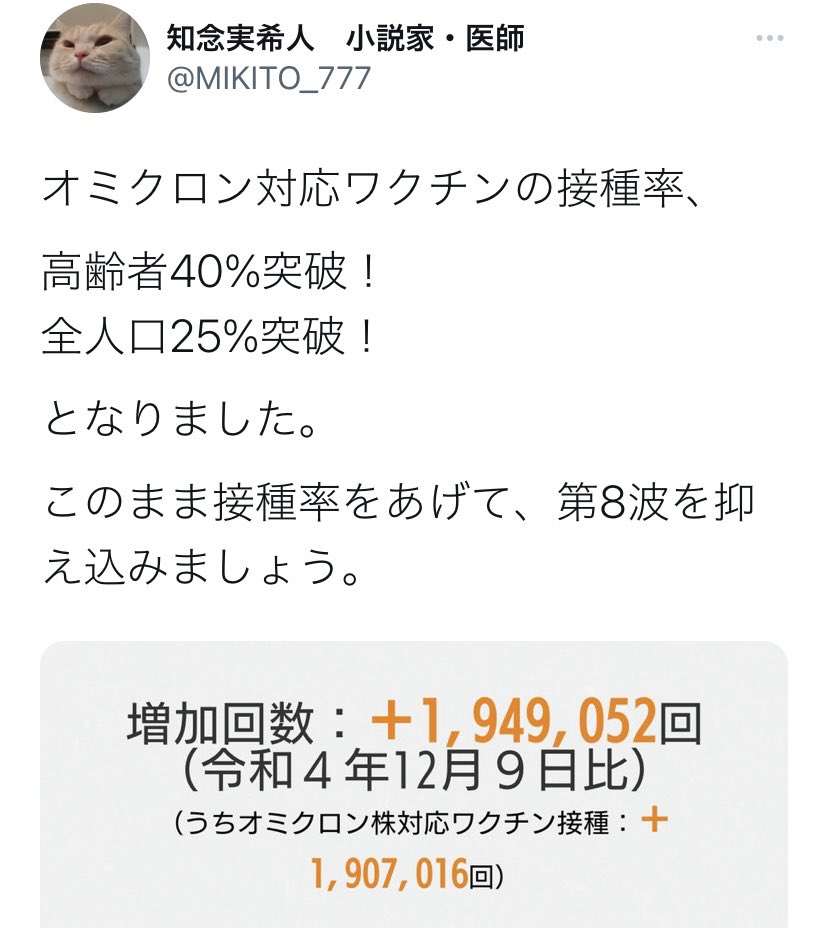 知念実希人　小説家・医師
@MIKITO_777
オミクロン対応ワクチンの接種率、
高齢者40%突破！
全人口25%突破！
となりました。
このまま接種率をあげて、第8波を抑
え込みましょう。
増加回数：＋1,949,052回
（令和４年12月９日比）
（うちオミクロン株対応ワクチン接種：＋
1,907,016回）